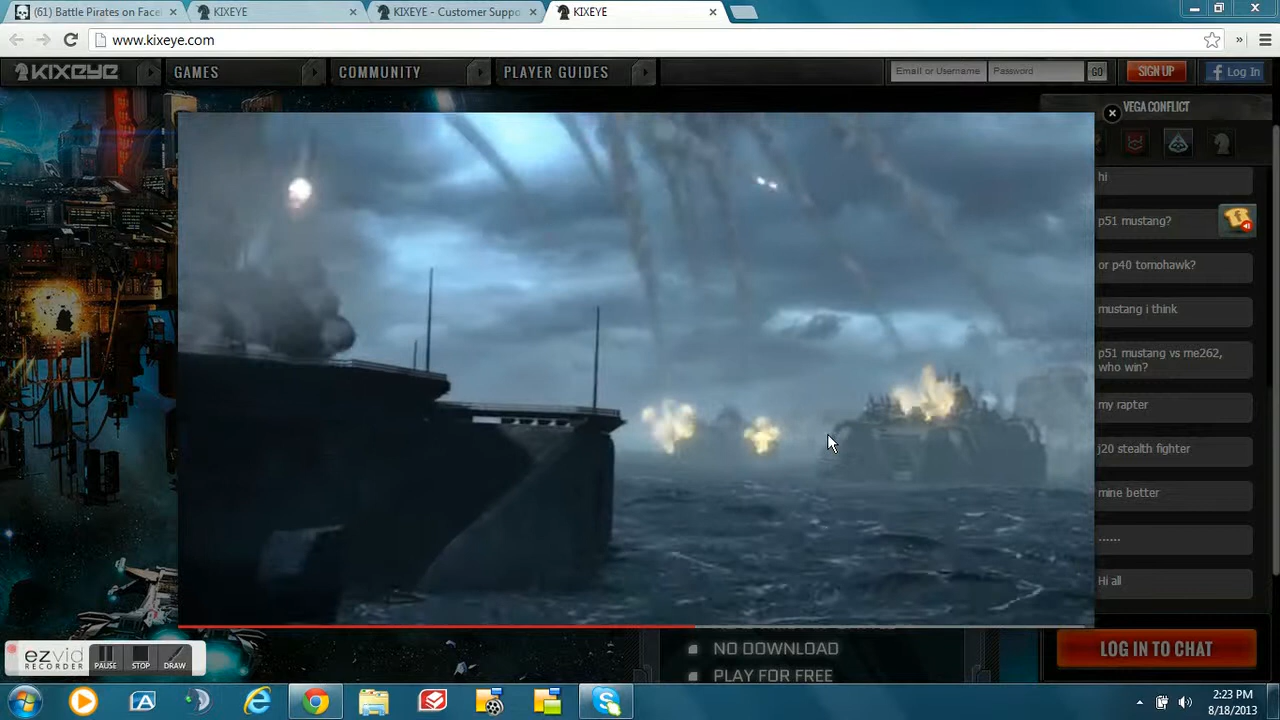 (61) Battle Pirates on Face
KIXEYE
KIXEYE - Customer Suppo
KIXEYE
www.kixeye.com
KIXEYE
GAMES
COMMUNITY
PLAYER GUIDES
Email or Username
Password
GO
SIGN UP
f Log In
VEGA CONFLICT
hi
p51 mustang?
or p40 tomohawk?
mustang i think
p51 mustang vs me262,
who win?
my rapter
j20 stealth fighter
mine better
......
Hi all
LOG IN TO CHAT
NO DOWNLOAD
PLAY FOR FREE
ezvid
RECORDER
PAUSE
STOP
DRAW
2:23 PM
8/18/2013